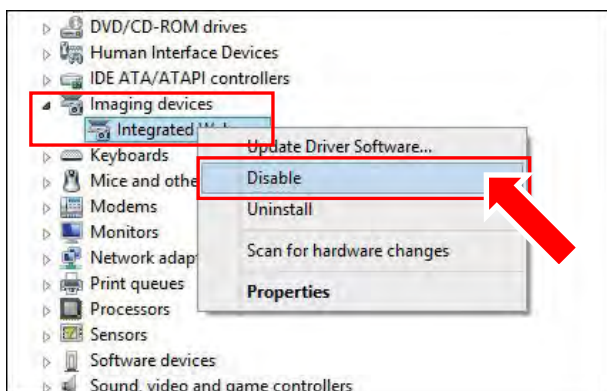 DVD/CD-ROM drives
Human Interface Devices
IDE ATA/ATAPI controllers
Imaging devices
Integrated
Update Driver Software...
Keyboards
Disable
Mice and othe
Uninstall
Modems
Monitors
Scan for hardware changes
Network adap
Print queues
Properties
Processors
Sensors
Software devices
Sound, video and game controllers